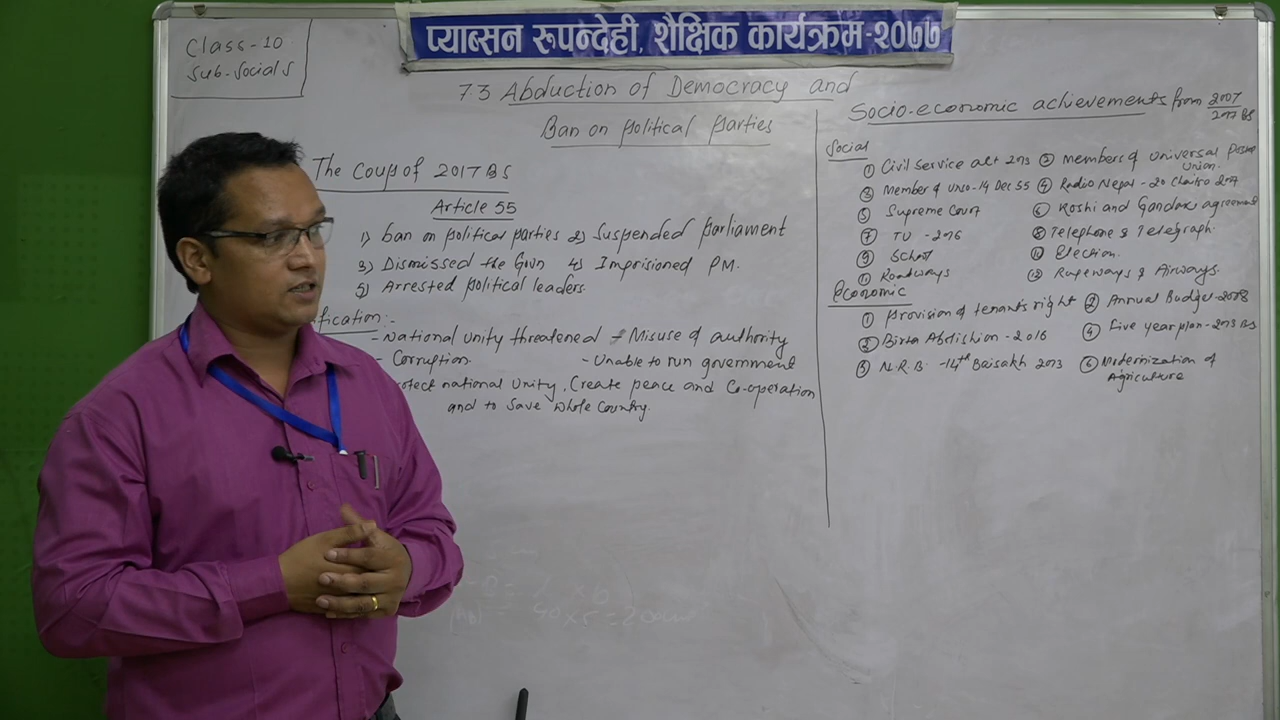 प्याब्सन रुपन्देही, शैक्षिक कार्यक्रम-२०७७
Class-10
Sub-Socials
7.3 Abduction of Democracy and
Ban on Political Parties
The Coup of 2017 BS
Article 55
1) ban on political parties 2) Suspended Parliament
3) Dismissed the Govn 4) Imprisioned PM.
5) Arrested political leaders.
ification:-
- National unity threatened - Misuse of authority
- Corruption - Unable to run government
rotect national unity, Create peace and Co-operation
and to save whole country.
Socio-economic achievements from 2007
2017 BS
Social
① Civil service act 2013 ② Members of Universal Postal
Union.
③ Member of UNO-14 Dec 55 ④ Radio Nepal - 20 Chaitra 2007
⑤ Supreme Court ⑥ Koshi and Gandaki agreement
⑦ TU - 2016 ⑧ Telephone & Telegraph.
⑨ School ⑩ Election.
⑪ Roadways ⑫ Ropeways & Airways.
Economic
① Provision of tenants right ② Annual Budget-2008
② Birta Abolishion - 2016 ④ Five year plan - 2013 BS
⑤ N.R.B. - 14th Baisakh 2013 ⑥ Modernization of
Agriculture
40x5=200